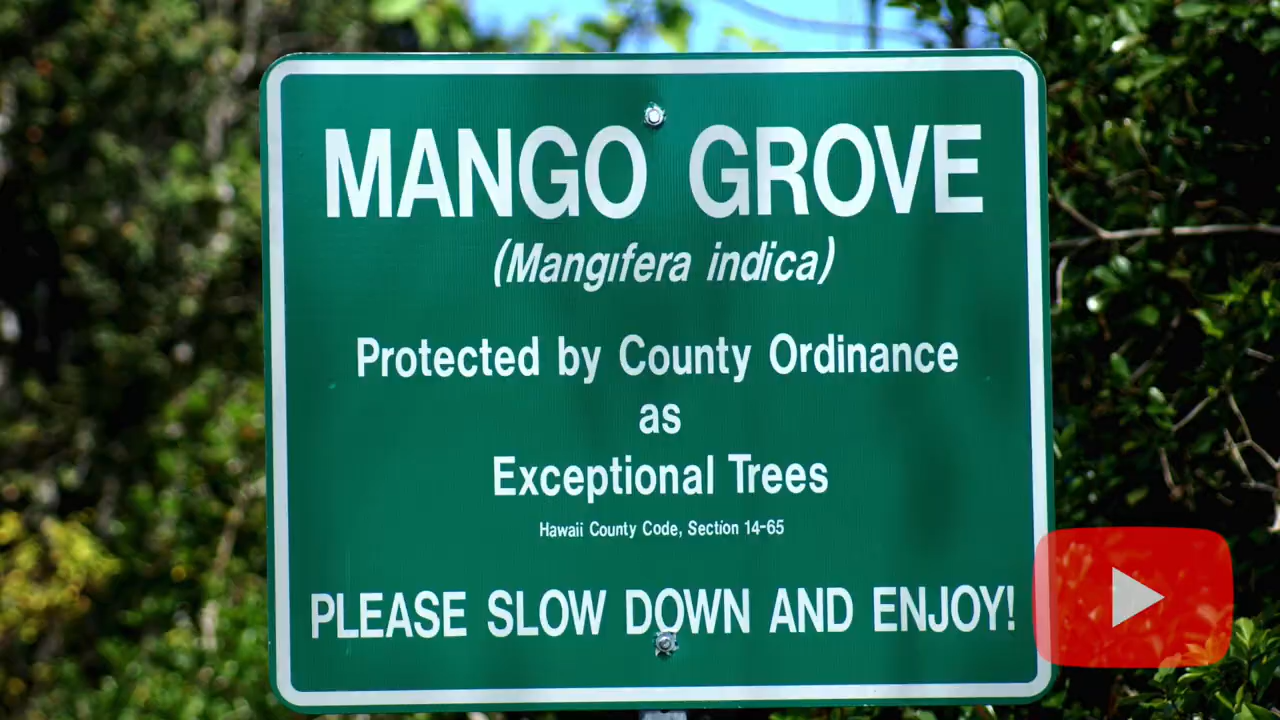 MANGO GROVE
(Mangifera indica)
Protected by County Ordinance
as
Exceptional Trees
Hawaii County Code, Section 14-65
PLEASE SLOW DOWN AND ENJOY!